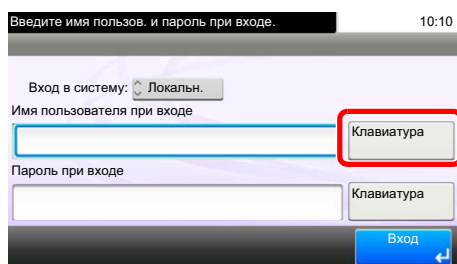 Введите имя пользов. и пароль при входе. 10:10
Вход в систему: Локальн.
Имя пользователя при входе
Клавиатура
Пароль при входе
Клавиатура
Вход